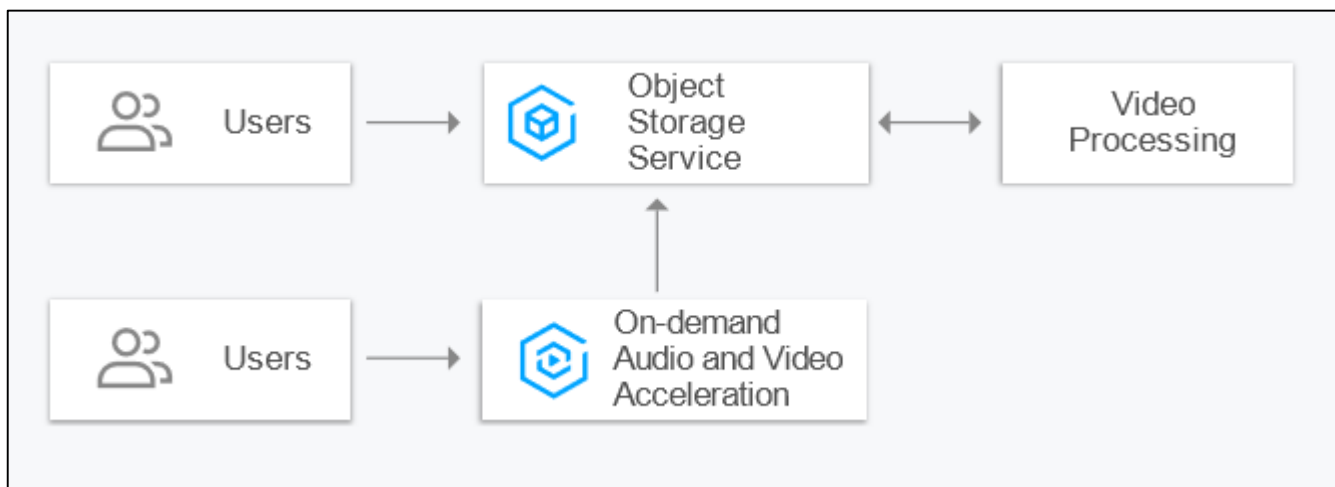 Users
Object
Storage
Service
Video
Processing
Users
On-demand
Audio and Video
Acceleration